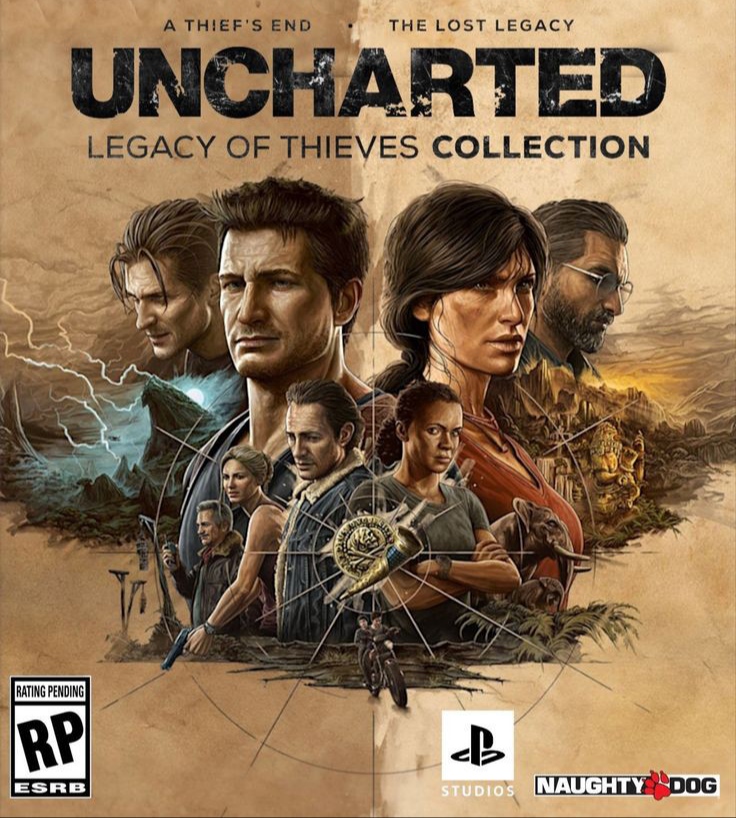 A THIEF'S END • THE LOST LEGACY
UNCHARTED
LEGACY OF THIEVES COLLECTION
RATING PENDING
RP
ESRB
STUDIOS
NAUGHTY DOG